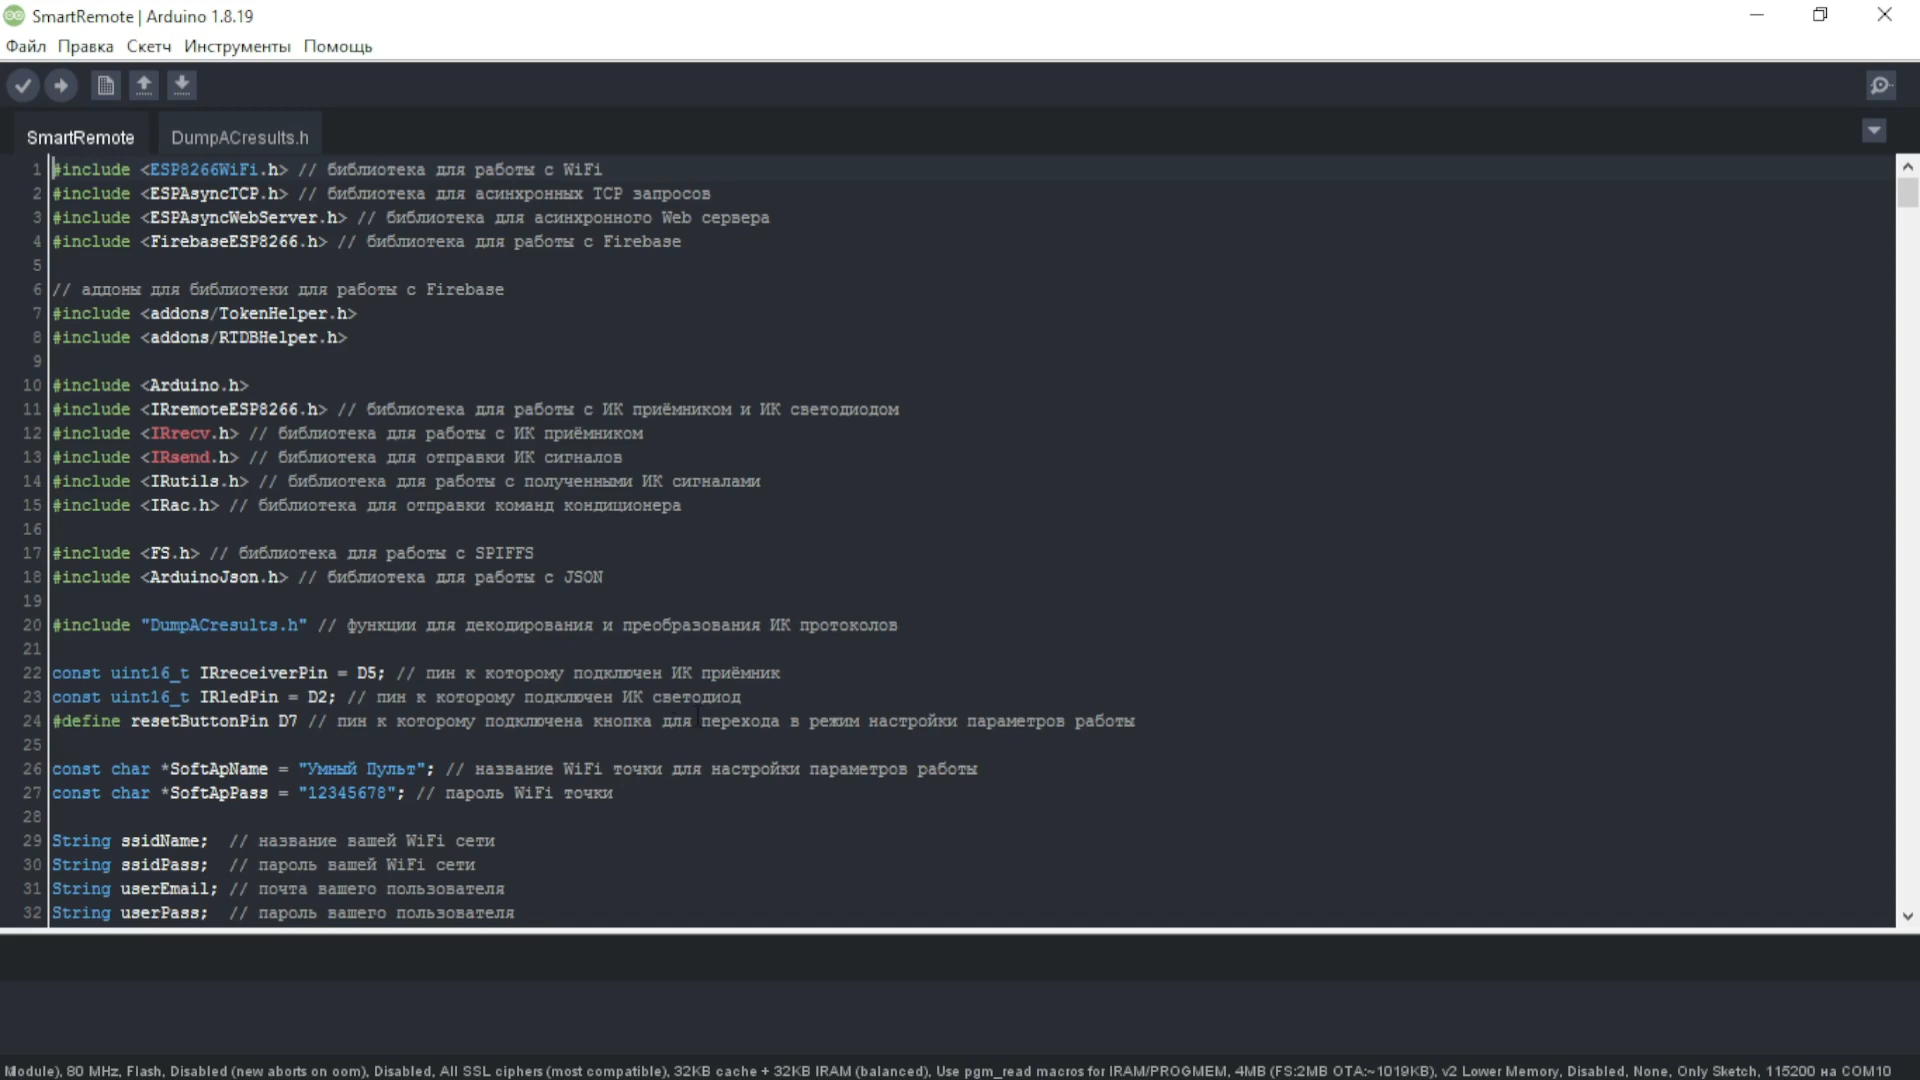 SmartRemote | Arduino 1.8.19
Файл Правка Скетч Инструменты Помощь
SmartRemote DumpACresults.h
1 #include <ESP8266WiFi.h> // библиотека для работы с WiFi
2 #include <ESPAsyncTCP.h> // библиотека для асинхронных TCP запросов
3 #include <ESPAsyncWebServer.h> // библиотека для асинхронного Web сервера
4 #include <FirebaseESP8266.h> // библиотека для работы с Firebase
5
6 // аддоны для библиотеки для работы с Firebase
7 #include <addons/TokenHelper.h>
8 #include <addons/RTDBHelper.h>
9
10 #include <Arduino.h>
11 #include <IRremoteESP8266.h> // библиотека для работы с ИК приёмником и ИК светодиодом
12 #include <IRrecv.h> // библиотека для работы с ИК приёмником
13 #include <IRsend.h> // библиотека для отправки ИК сигналов
14 #include <IRutils.h> // библиотека для работы с полученными ИК сигналами
15 #include <IRac.h> // библиотека для отправки команд кондиционера
16
17 #include <FS.h> // библиотека для работы с SPIFFS
18 #include <ArduinoJson.h> // библиотека для работы с JSON
19
20 #include "DumpACresults.h" // функции для декодирования и преобразования ИК протоколов
21
22 const uint16_t IRreceiverPin = D5; // пин к которому подключен ИК приёмник
23 const uint16_t IRledPin = D2; // пин к которому подключен ИК светодиод
24 #define resetButtonPin D7 // пин к которому подключена кнопка для перехода в режим настройки параметров работы
25
26 const char *SoftApName = "Умный Пульт"; // название WiFi точки для настройки параметров работы
27 const char *SoftApPass = "12345678"; // пароль WiFi точки
28
29 String ssidName; // название вашей WiFi сети
30 String ssidPass; // пароль вашей WiFi сети
31 String userEmail; // почта вашего пользователя
32 String userPass; // пароль вашего пользователя
Module), 80 MHz, Flash, Disabled (new aborts on oom), Disabled, All SSL ciphers (most compatible), 32KB cache + 32KB IRAM (balanced), Use pgm_read macros for IRAM/PROGMEM, 4MB (FS:2MB OTA:~1019KB), v2 Lower Memory, Disabled, None, Only Sketch, 115200 на COM10